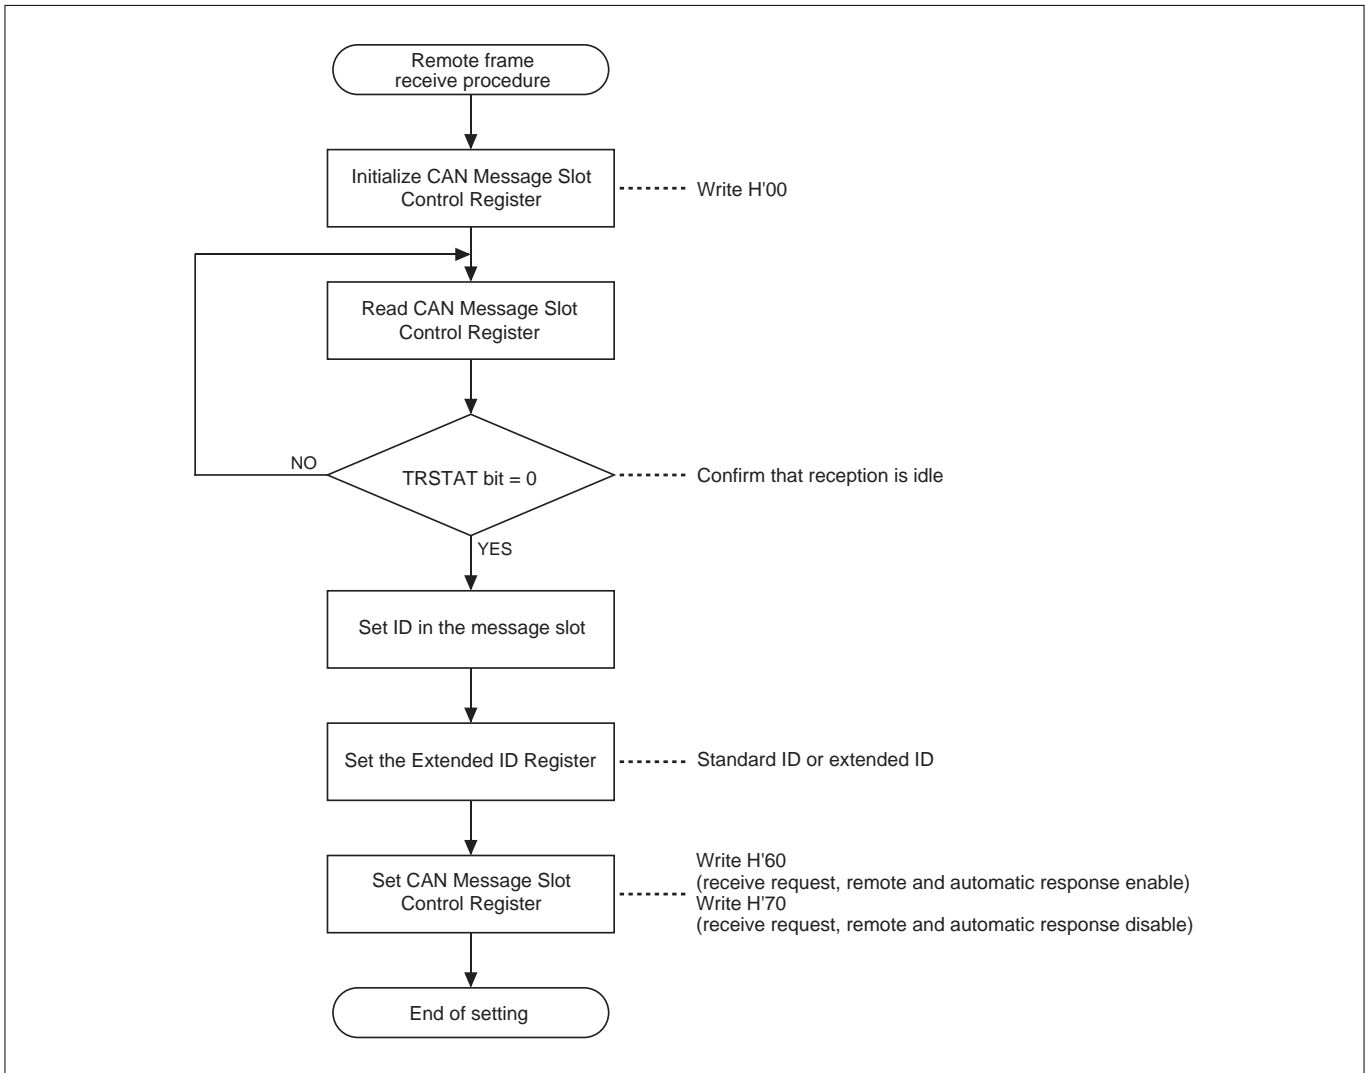 Remote frame
receive procedure
Initialize CAN Message Slot
Control Register
Write H'00
Read CAN Message Slot
Control Register
NO
TRSTAT bit = 0
Confirm that reception is idle
YES
Set ID in the message slot
Set the Extended ID Register
Standard ID or extended ID
Set CAN Message Slot
Control Register
Write H'60
(receive request, remote and automatic response enable)
Write H'70
(receive request, remote and automatic response disable)
End of setting